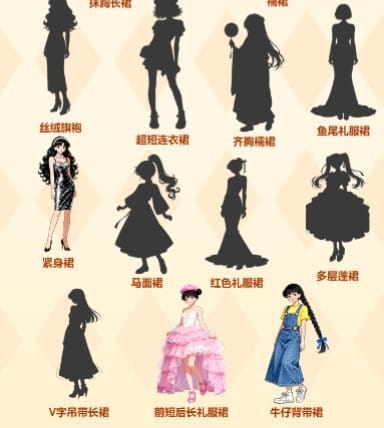 抹胸长裙
襦裙
丝绒旗袍
超短连衣裙
齐胸襦裙
鱼尾礼服裙
紧身裙
马面裙
红色礼服裙
多层蓬裙
V字吊带长裙
前短后长礼服裙
牛仔背带裙